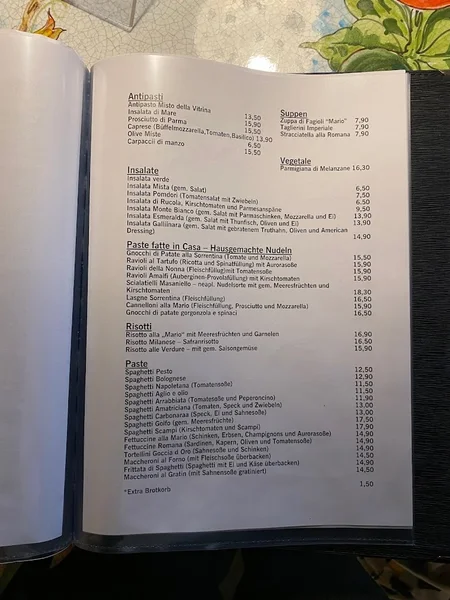 Antipasti
Antipasto Misto della Vitrina
Insalata di Mare 13,50
Prosciutto di Parma 15,90
Caprese (Büffelmozzarella,Tomaten,Basilico) 13,90
15,50
Olive Miste 6,50
Carpaccii di manzo 15,50
Suppen
Zuppa di Fagioli "Mario" 7,90
Taglierini Imperiale 7,90
Stracciatella alla Romana 7,90
Vegetale
Parmigiana di Melanzane 16,30
Insalate
Insalata verde
Insalata Mista (gem. Salat) 6,50
Insalata Pomdori (Tomatensalat mit Zwiebeln) 7,50
Insalata di Rucola, Kirschtomaten und Parmesanspäne 6,50
Insalata Monte Bianco (gem. Salat mit Parmaschinken, Mozzarella und Ei) 9,50
Insalata Esmeralda (gem. Salat mit Thunfisch, Oliven und Ei) 13,90
Insalata Gallinara (gem. Salat mit gebratenem Truthahn, Oliven und American 13,90
Dressing) 14,90
Paste fatte in Casa – Hausgemachte Nudeln
Gnocchi di Patate alla Sorrentina (Tomate und Mozzarella) 15,50
Ravioli al Tartufo (Ricotta und Spinatfüllung) mit Aurorasoße 15,90
Ravioli della Nonna (Fleischfüllog)mit Tomatensoße 15,90
Ravioli Amalfi (Auberginen-Provolafüllung) mit Kirschtomaten 15,90
Scialatielli Masaniello – neapl. Nudelsorte mit gem. Meeresfrüchten und
Kirschtomaten 18,30
Lasgne Sorrentina (Fleischfüllung) 16,50
Cannelloni alla Mario (Fleischfüllung, Prosciutto und Mozzarella) 15,90
Gnocchi di patate gorgonzola e spinaci 16,50
Risotti
Risotto alla „Mario" mit Meeresfrüchten und Garnelen 16,90
Risotto Milanese – Safranrisotto 16,50
Risotto alle Verdure – mit gem. Saisongemüse 15,90
Paste
Spaghetti Pesto 12,50
Spaghetti Bolognese 12,90
Spaghetti Napoletana (Tomatensoße) 11,50
Spaghetti Aglio e olio 11,50
Spaghetti Arrabbiata (Tomatesoße und Peperoncino) 11,90
Spaghetti Amatriciana (Tomaten, Speck und Zwiebeln) 13,00
Spaghetti Carbonaraa (Speck, Ei und Sahnesoße) 13,00
Spaghetti Golfo (gem. Meeresfrüchte) 17,50
Spaghetti Scampi (Kirschtomaten und Scampi) 17,90
Fettuccine alla Mario (Schinken, Erbsen, Champignons und Aurorasoße) 14,90
Fettuccine Romana (Sardinen, Kapern, Oliven und Tomatensoße) 14,90
Tortellini Goccia d Oro (Sahnesoße und Schinken) 14,90
Maccheroni al Forno (mit Fleischsoße überbacken) 14,50
Frittata di Spaghetti (Spaghetti mit Ei und Käse überbacken) 14,90
Maccheroni al Gratin (mit Sahnensoße gratiniert) 14,50
*Extra Brotkorb 1,50